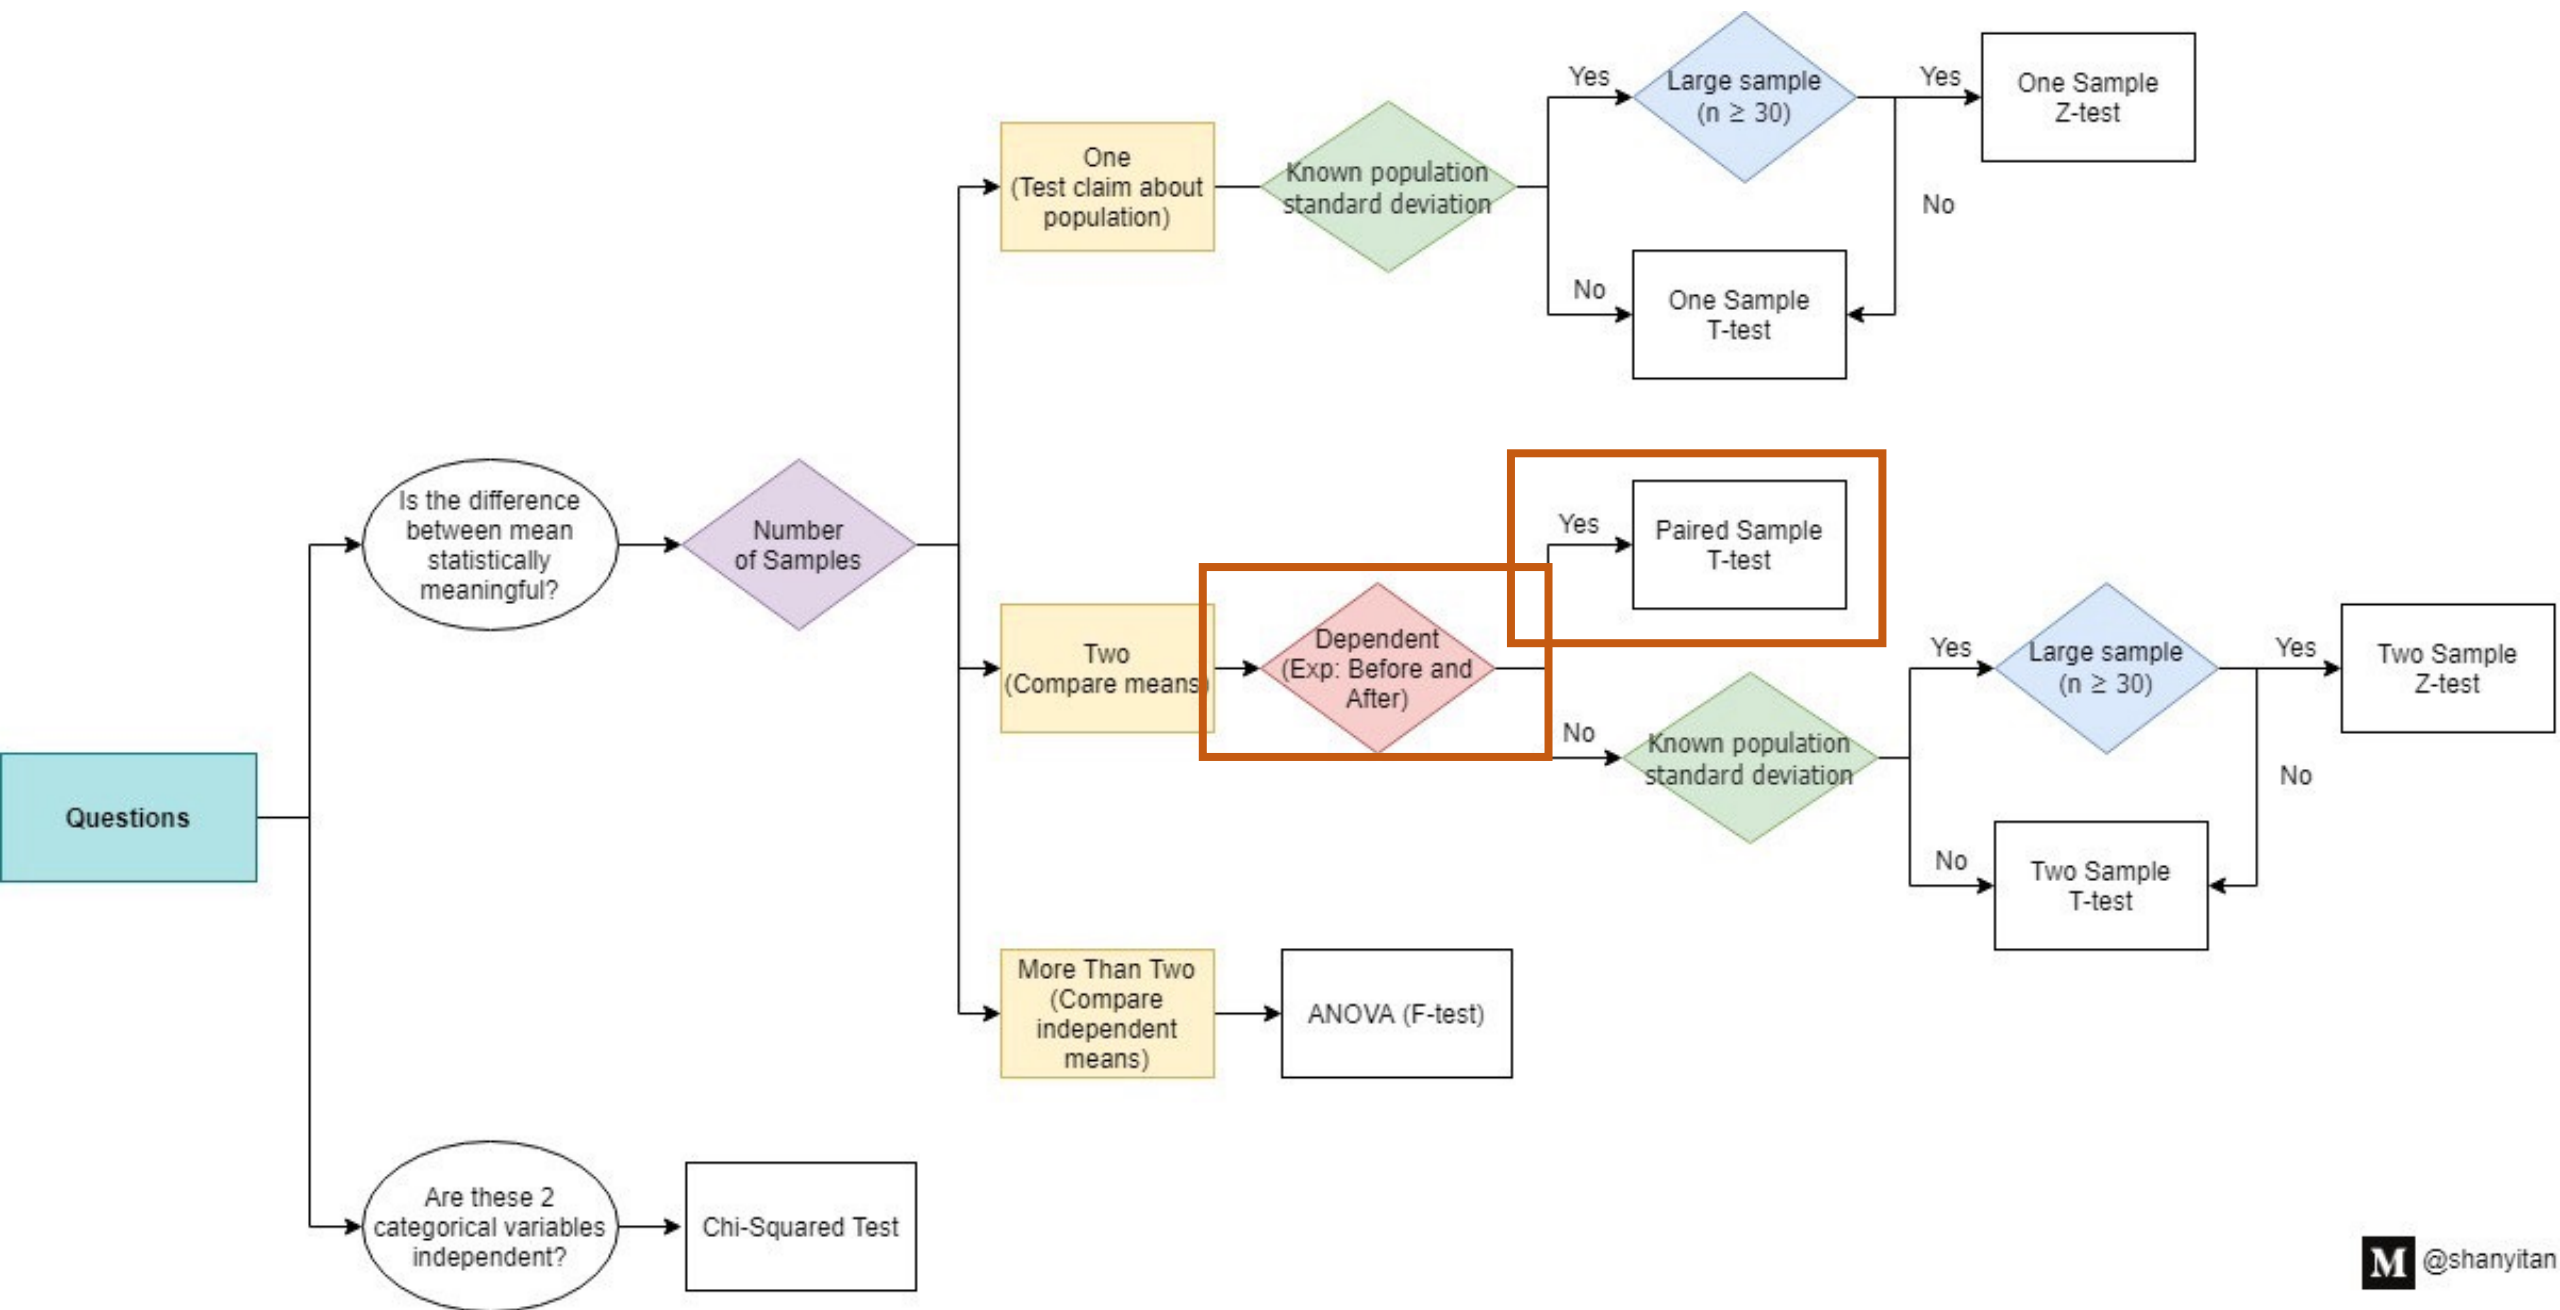 Yes
Large sample
(n ≥ 30)
Yes
One Sample
Z-test
One
(Test claim about
population)
Known population
standard deviation
No
No
One Sample
T-test
Is the difference
between mean
statistically
meaningful?
Number
of Samples
Yes
Paired Sample
T-test
Two
(Compare means)
Dependent
(Exp: Before and
After)
No
Known population
standard deviation
Yes
Large sample
(n ≥ 30)
Yes
Two Sample
Z-test
No
No
Two Sample
T-test
Questions
More Than Two
(Compare
independent
means)
ANOVA (F-test)
Are these 2
categorical variables
independent?
Chi-Squared Test
M @shanyitan